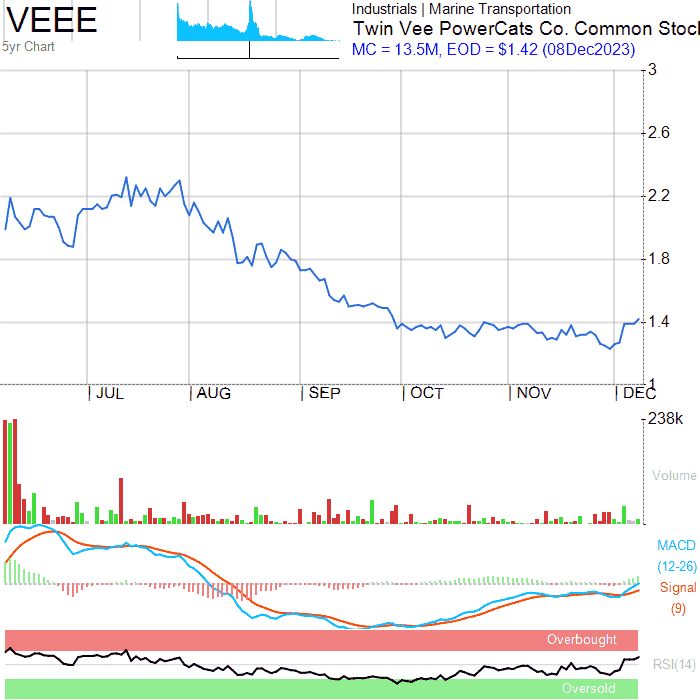 VEEE
5yr Chart
Industrials | Marine Transportation
Twin Vee PowerCats Co. Common Stoc
MC = 13.5M, EOD = $1.42 (08Dec2023)
3
2.6
2.2
1.8
1.4
1
JUL AUG SEP OCT NOV DEC
238k
Volume
MACD
(12-26)
Signal
(9)
Overbought
RSI(14)
Oversold